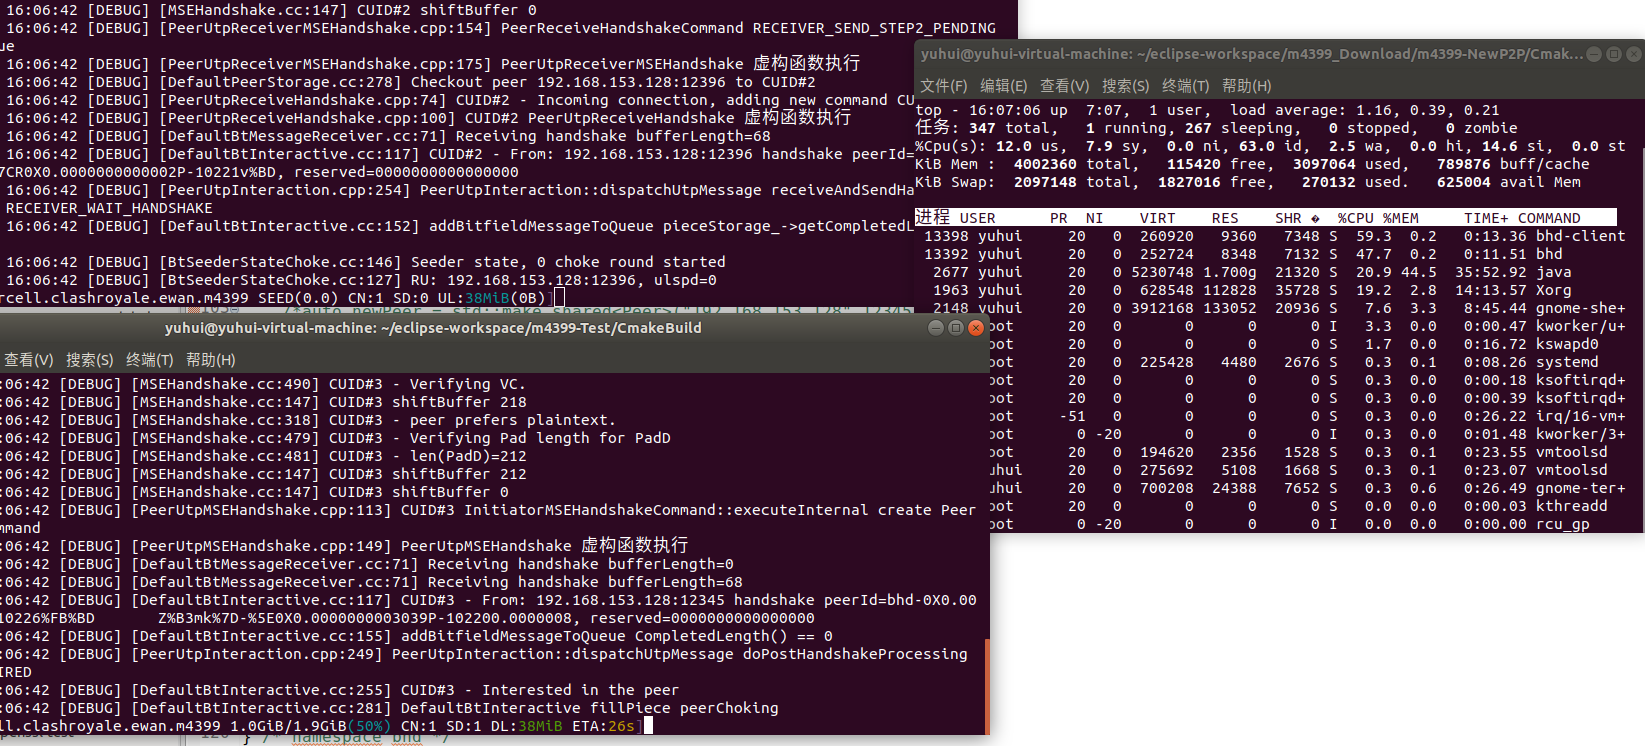 16:06:42 [DEBUG] [MSEHandshake.cc:147] CUID#2 shiftBuffer 0
16:06:42 [DEBUG] [PeerUtpReceiverMSEHandshake.cpp:154] PeerReceiveHandshakeCommand RECEIVER_SEND_STEP2_PENDING
ue
16:06:42 [DEBUG] [PeerUtpReceiverMSEHandshake.cpp:175] PeerUtpReceiverMSEHandshake 虚构函数执行
16:06:42 [DEBUG] [DefaultPeerStorage.cc:278] Checkout peer 192.168.153.128:12396 to CUID#2
16:06:42 [DEBUG] [PeerUtpReceiveHandshake.cpp:74] CUID#2 - Incoming connection, adding new command CU
16:06:42 [DEBUG] [PeerUtpReceiveHandshake.cpp:100] CUID#2 PeerUtpReceiveHandshake 虚构函数执行
16:06:42 [DEBUG] [DefaultBtMessageReceiver.cc:71] Receiving handshake bufferLength=68
16:06:42 [DEBUG] [DefaultBtInteractive.cc:117] CUID#2 - From: 192.168.153.128:12396 handshake peerId=
7CR0X0.0000000000002P-10221v%BD, reserved=0000000000000000
16:06:42 [DEBUG] [PeerUtpInteraction.cpp:254] PeerUtpInteraction::dispatchUtpMessage receiveAndSendHa
RECEIVER_WAIT_HANDSHAKE
16:06:42 [DEBUG] [DefaultBtInteractive.cc:152] addBitfieldMessageToQueue pieceStorage_->getCompletedL
16:06:42 [DEBUG] [BtSeederStateChoke.cc:146] Seeder state, 0 choke round started
16:06:42 [DEBUG] [BtSeederStateChoke.cc:127] RU: 192.168.153.128:12396, ulspd=0
rcell.clashroyale.ewan.m4399 SEED(0.0) CN:1 SD:0 UL:38MiB(0B)]
yuhui@yuhui-virtual-machine: ~/eclipse-workspace/m4399_Download/m4399-NewP2P/Cmak...
文件(F) 编辑(E) 查看(V) 搜索(S) 终端(T) 帮助(H)
top - 16:07:06 up  7:07,  1 user,  load average: 1.16, 0.39, 0.21
任务: 347 total,   1 running, 267 sleeping,   0 stopped,   0 zombie
%Cpu(s): 12.0 us,  7.9 sy,  0.0 ni, 63.0 id,  2.5 wa,  0.0 hi, 14.6 si,  0.0 st
KiB Mem :  4002360 total,   115420 free,  3097064 used,   789876 buff/cache
KiB Swap:  2097148 total,  1827016 free,   270132 used.   625004 avail Mem
进程 USER      PR  NI    VIRT    RES    SHR �  %CPU %MEM     TIME+ COMMAND
13398 yuhui     20   0  260920   9360   7348 S  59.3  0.2   0:13.36 bhd-client
13392 yuhui     20   0  252724   8348   7132 S  47.7  0.2   0:11.51 bhd
2677 yuhui     20   0 5230748 1.700g  21320 S  20.9 44.5  35:52.92 java
1963 yuhui     20   0  628548 112828  35728 S  19.2  2.8  14:13.57 Xorg
2148 yuhui     20   0 3912168 133052  20936 S   7.6  3.3   8:45.44 gnome-she+
oot      20   0       0      0      0 I   3.3  0.0   0:00.47 kworker/u+
oot      20   0       0      0      0 S   1.7  0.0   0:16.72 kswapd0
oot      20   0  225428   4480   2676 S   0.3  0.1   0:08.26 systemd
oot      20   0       0      0      0 S   0.3  0.0   0:00.18 ksoftirqd+
oot      20   0       0      0      0 S   0.3  0.0   0:00.39 ksoftirqd+
oot     -51   0       0      0      0 S   0.3  0.0   0:26.22 irq/16-vm+
oot       0 -20       0      0      0 I   0.3  0.0   0:01.48 kworker/3+
oot      20   0  194620   2356   1528 S   0.3  0.1   0:23.55 vmtoolsd
uhui     20   0  275692   5108   1668 S   0.3  0.1   0:23.07 vmtoolsd
uhui     20   0  700208  24388   7652 S   0.3  0.6   0:26.49 gnome-ter+
oot      20   0       0      0      0 S   0.0  0.0   0:00.03 kthreadd
oot       0 -20       0      0      0 I   0.0  0.0   0:00.00 rcu_gp
yuhui@yuhui-virtual-machine: ~/eclipse-workspace/m4399-Test/CmakeBuild
查看(V) 搜索(S) 终端(T) 帮助(H)
:06:42 [DEBUG] [MSEHandshake.cc:490] CUID#3 - Verifying VC.
:06:42 [DEBUG] [MSEHandshake.cc:147] CUID#3 shiftBuffer 218
:06:42 [DEBUG] [MSEHandshake.cc:318] CUID#3 - peer prefers plaintext.
:06:42 [DEBUG] [MSEHandshake.cc:479] CUID#3 - Verifying Pad length for PadD
:06:42 [DEBUG] [MSEHandshake.cc:481] CUID#3 - len(PadD)=212
:06:42 [DEBUG] [MSEHandshake.cc:147] CUID#3 shiftBuffer 212
:06:42 [DEBUG] [MSEHandshake.cc:147] CUID#3 shiftBuffer 0
:06:42 [DEBUG] [PeerUtpMSEHandshake.cpp:113] CUID#3 InitiatorMSEHandshakeCommand::executeInternal create Peer
mmand
:06:42 [DEBUG] [PeerUtpMSEHandshake.cpp:149] PeerUtpMSEHandshake 虚构函数执行
:06:42 [DEBUG] [DefaultBtMessageReceiver.cc:71] Receiving handshake bufferLength=0
:06:42 [DEBUG] [DefaultBtMessageReceiver.cc:71] Receiving handshake bufferLength=68
:06:42 [DEBUG] [DefaultBtInteractive.cc:117] CUID#3 - From: 192.168.153.128:12345 handshake peerId=bhd-0X0.00
10226%FB%BD       Z%B3mk%7D-%5E0X0.0000000003039P-102200.0000008, reserved=0000000000000000
:06:42 [DEBUG] [DefaultBtInteractive.cc:155] addBitfieldMessageToQueue CompletedLength() == 0
:06:42 [DEBUG] [PeerUtpInteraction.cpp:249] PeerUtpInteraction::dispatchUtpMessage doPostHandshakeProcessing
IRED
:06:42 [DEBUG] [DefaultBtInteractive.cc:255] CUID#3 - Interested in the peer
:06:42 [DEBUG] [DefaultBtInteractive.cc:281] DefaultBtInteractive fillPiece peerChoking
ll.clashroyale.ewan.m4399 1.0GiB/1.9GiB(50%) CN:1 SD:1 DL:38MiB ETA:26s]
} /* namespace bhd */